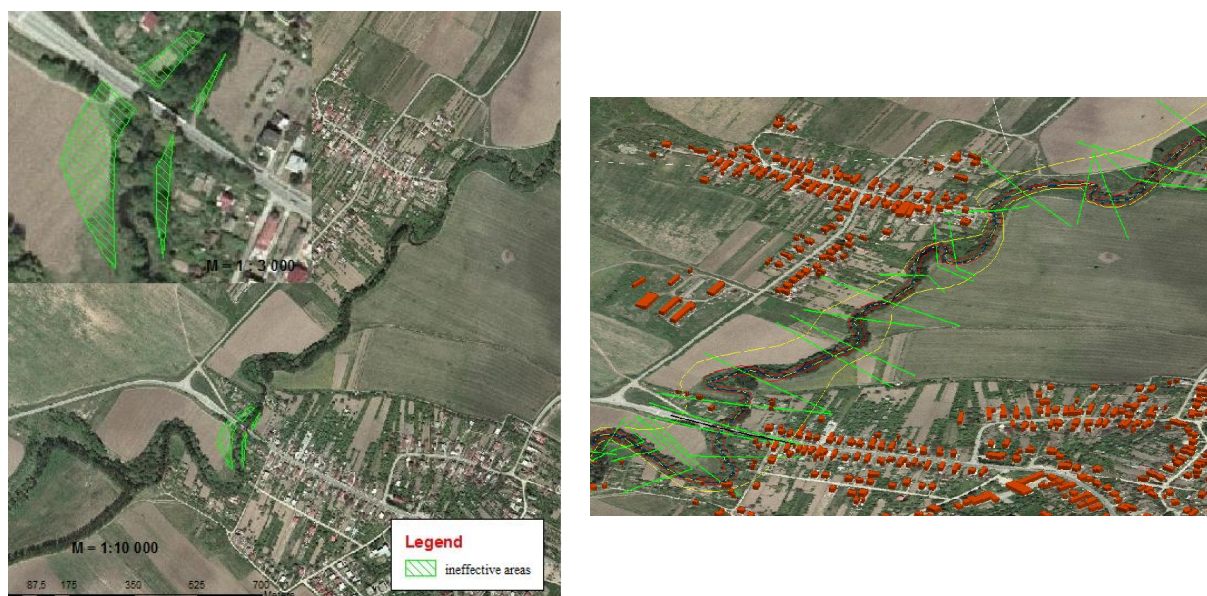 M = 1 : 3 000
M = 1:10 000
87,5 175 350 525 700
Legend
ineffective areas